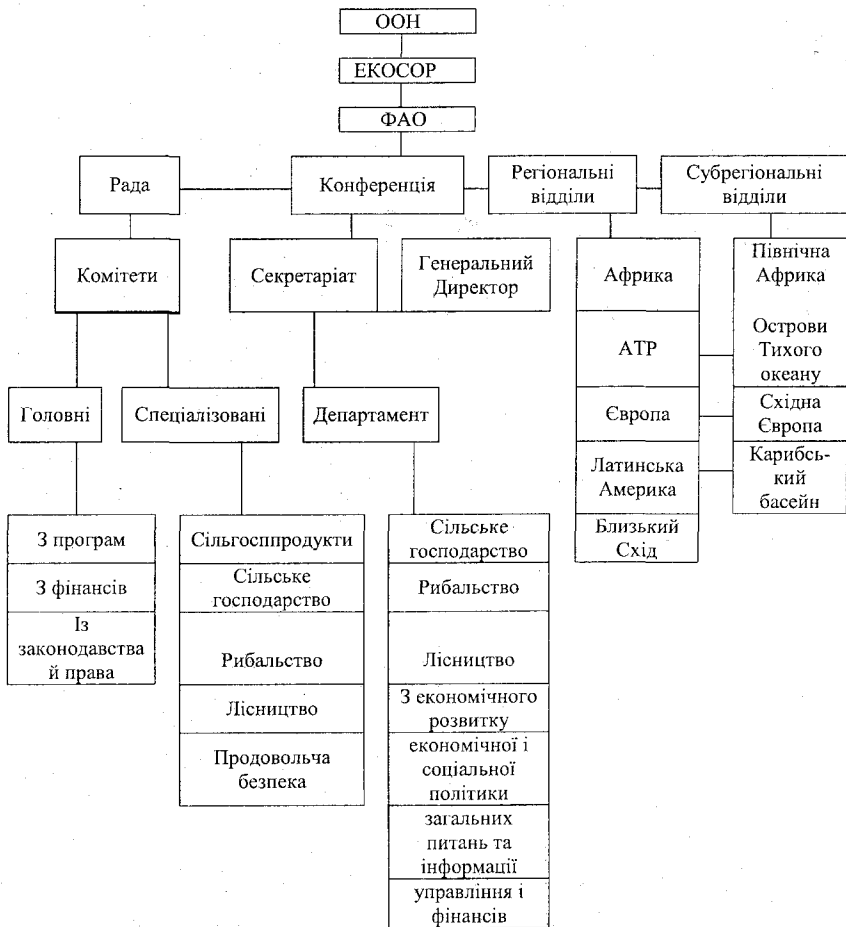 ООН
ЕКОСОР
ФАО
Рада
Конференція
Регіональні
відділи
Субрегіональні
відділи
Комітети
Секретаріат
Генеральний
Директор
Африка
Північна
Африка
АТР
Острови
Тихого
океану
Головні
Спеціалізовані
Департамент
Європа
Східна
Європа
Латинська
Америка
Карибсь-
кий
басейн
Близький
Схід
З програм
З фінансів
Із
законодавства
й права
Сільгосппродукти
Сільське
господарство
Рибальство
Лісництво
Продовольча
безпека
Сільське
господарство
Рибальство
Лісництво
З економічного
розвитку
економічної і
соціальної
політики
загальних
питань та
інформації
управління і
фінансів